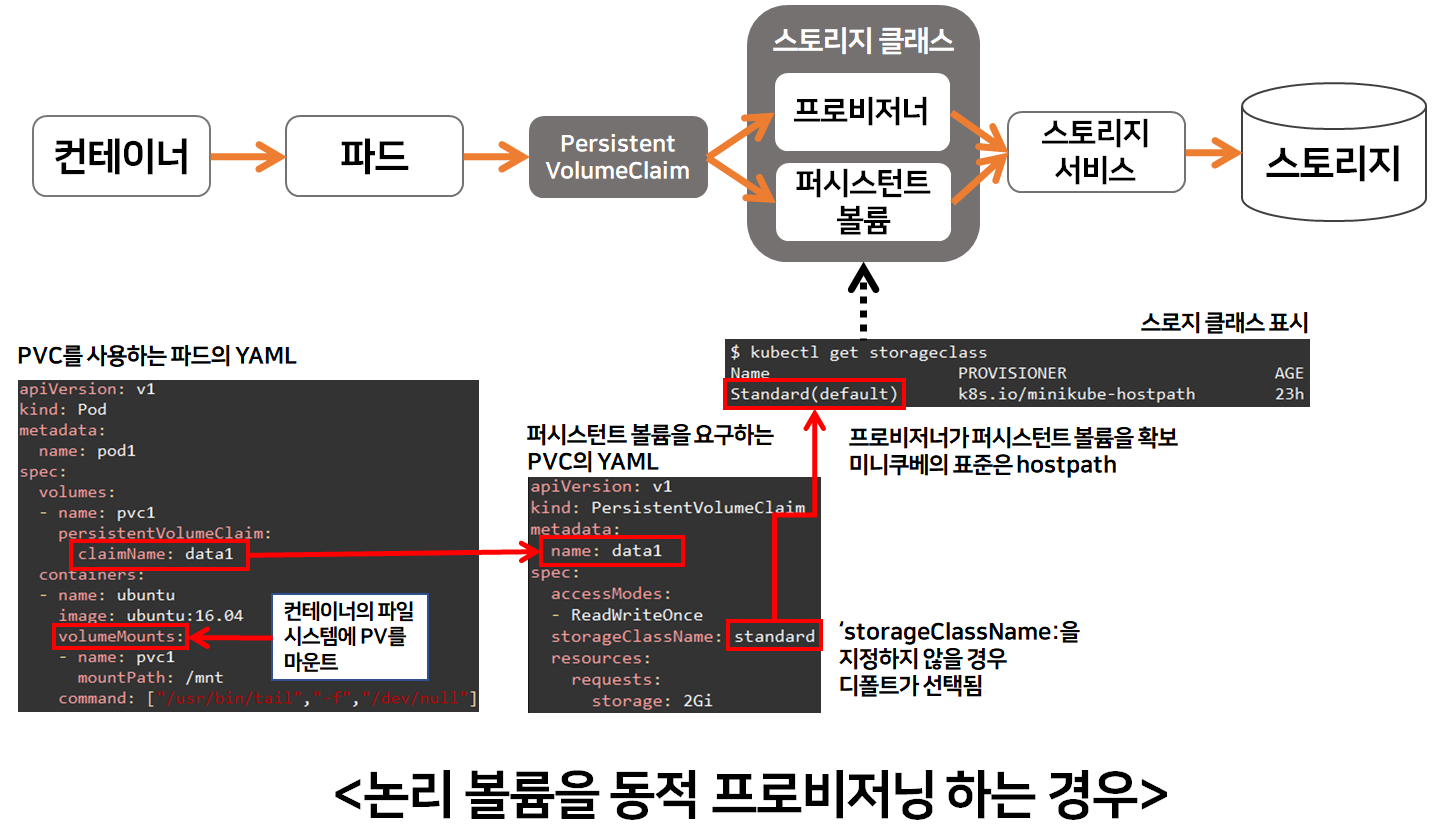 스토리지 클래스
컨테이너
파드
Persistent
VolumeClaim
프로비저너
퍼시스턴트
볼륨
스토리지
서비스
스토리지
스로지 클래스 표시
$ kubectl get storageclass
Name PROVISIONER AGE
Standard(default) k8s.io/minikube-hostpath 23h
프로비저너가 퍼시스턴트 볼륨을 확보
미니쿠베의 표준은 hostpath
PVC를 사용하는 파드의 YAML
apiVersion: v1
kind: Pod
metadata:
  name: pod1
spec:
  volumes:
  - name: pvc1
    persistentVolumeClaim:
      claimName: data1
  containers:
  - name: ubuntu
    image: ubuntu:16.04
    volumeMounts:
    - name: pvc1
      mountPath: /mnt
    command: ["/usr/bin/tail","-f","/dev/null"]
컨테이너의 파일
시스템에 PV를
마운트
퍼시스턴트 볼륨을 요구하는
PVC의 YAML
apiVersion: v1
kind: PersistentVolumeClaim
metadata:
  name: data1
spec:
  accessModes:
  - ReadWriteOnce
  storageClassName: standard
  resources:
    requests:
      storage: 2Gi
‘storageClassName:을
지정하지 않을 경우
디폴트가 선택됨
<논리 볼륨을 동적 프로비저닝 하는 경우>